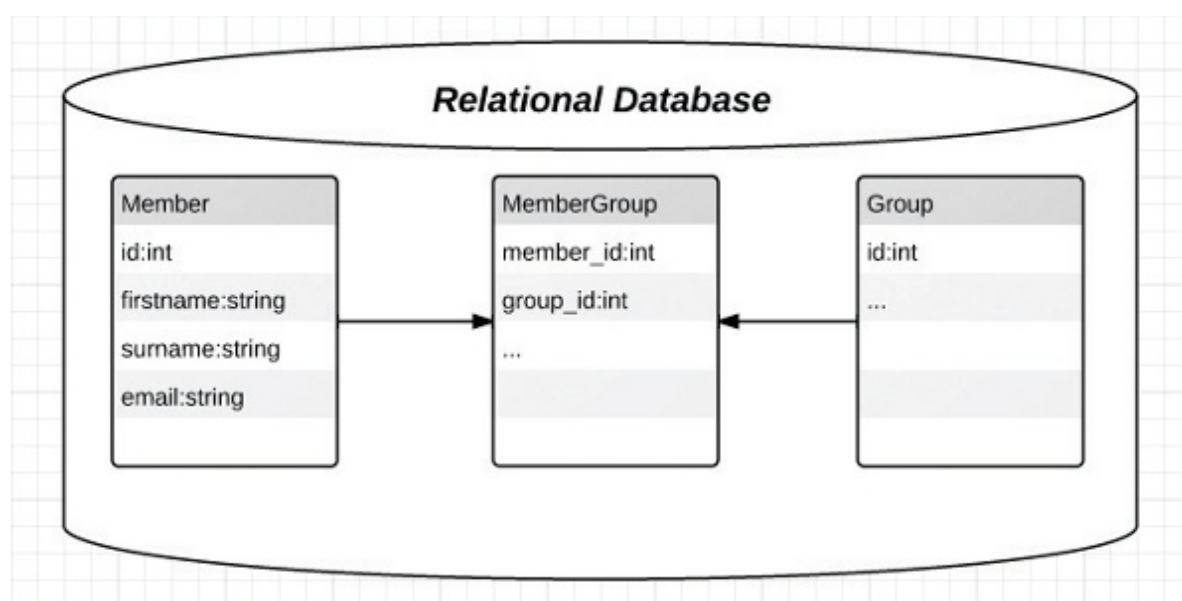 Relational Database
Member
id:int
firstname:string
surname:string
email:string
MemberGroup
member_id:int
group_id:int
...
Group
id:int
...